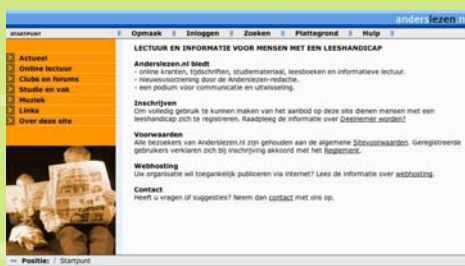 anderslezen.nl
STARTPUNT
Opmaak Inloggen Zoeken Plattegrond Hulp
Actueel
Online lectuur
Clubs en forums
Studie en vak
Muziek
Links
Over deze site
LECTUUR EN INFORMATIE VOOR MENSEN MET EEN LEESHANDICAP
Anderslezen.nl biedt
- online kranten, tijdschriften, studiemateriaal, leesboeken en informatieve lectuur.
- nieuwsvoorziening door de Anderslezen-redactie.
- een podium voor communicatie en uitwisseling.
Inschrijven
Om volledig gebruik te kunnen maken van het aanbod op deze site dienen mensen met een
leeshandicap zich te registreren. Raadpleeg de informatie over Deelnemer worden?
Voorwaarden
Alle bezoekers van Anderslezen.nl zijn gehouden aan de algemene Sitevoorwaarden. Geregistreerde
gebruikers verklaren zich bij inschrijving akkoord met het Reglement.
Webhosting
Uw organisatie wil toegankelijk publiceren via internet? Lees de informatie over webhosting.
Contact
Heeft u vragen of suggesties? Neem dan contact met ons op.
Positie: / Startpunt